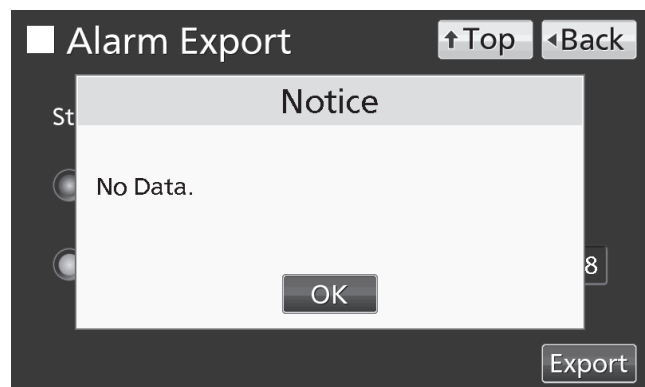 Alarm Export
↑Top
◂Back
St
Notice
No Data.
8
OK
Export